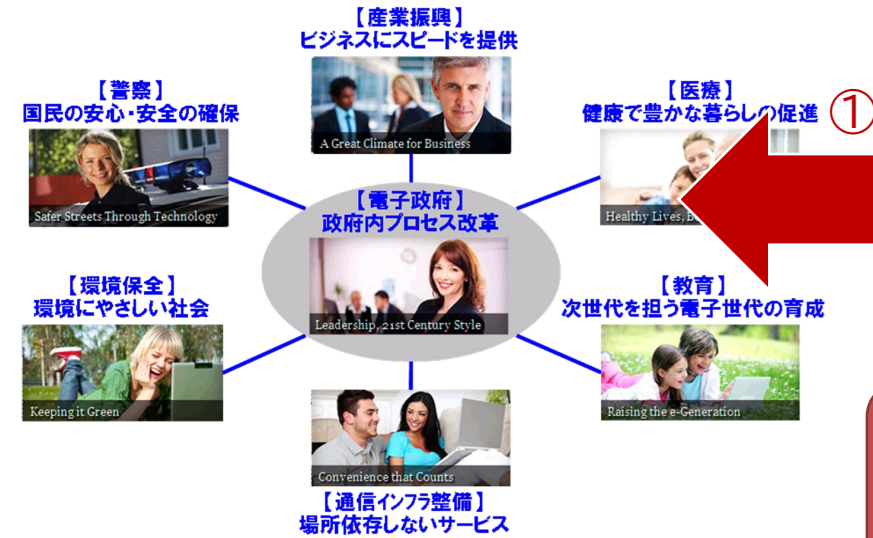 【産業振興】
ビジネスにスピードを提供
A Great Climate for Business
【警察】
国民の安心・安全の確保
Safer Streets Through Technology
【医療】
健康で豊かな暮らしの促進
①
Healthy Lives,
【電子政府】
政府内プロセス改革
Leadership, 21st Century Style
【環境保全】
環境にやさしい社会
Keeping it Green
【教育】
次世代を担う電子世代の育成
Raising the e-Generation
Convenience that Counts
【通信インフラ整備】
場所依存しないサービス